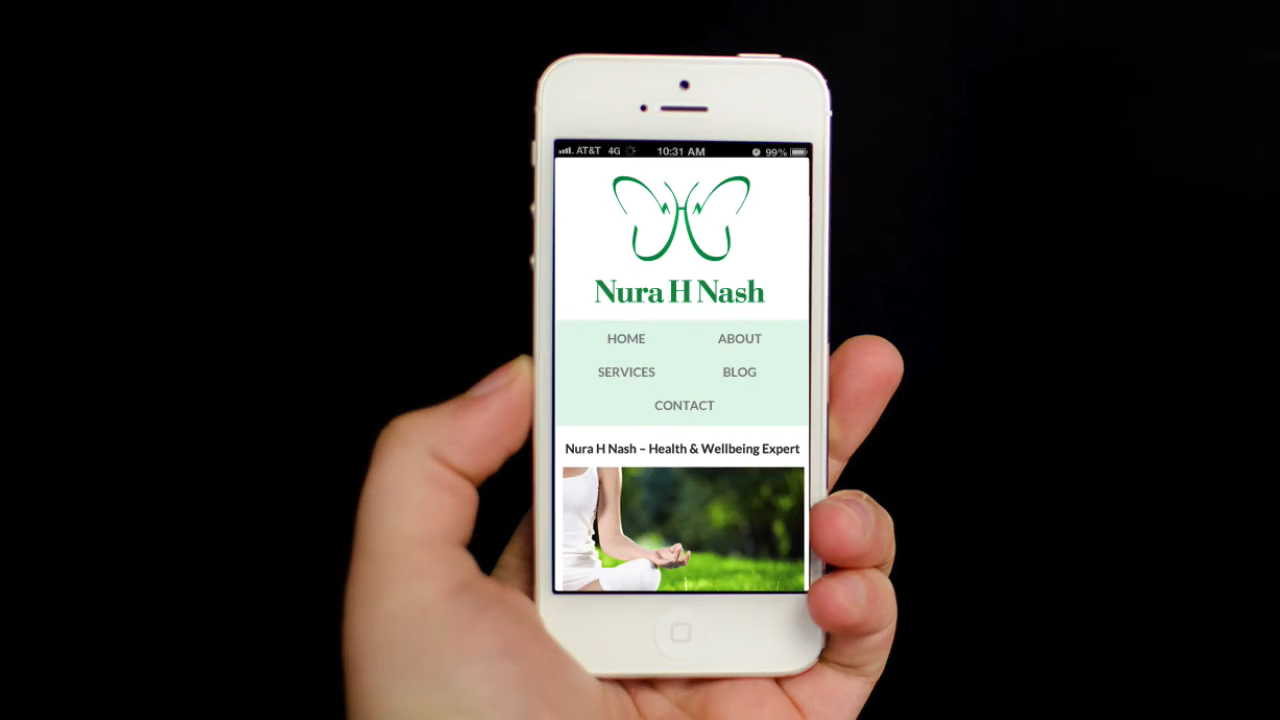 AT&T 4G 10:31 AM 99%
Nura H Nash
HOME ABOUT
SERVICES BLOG
CONTACT
Nura H Nash – Health & Wellbeing Expert